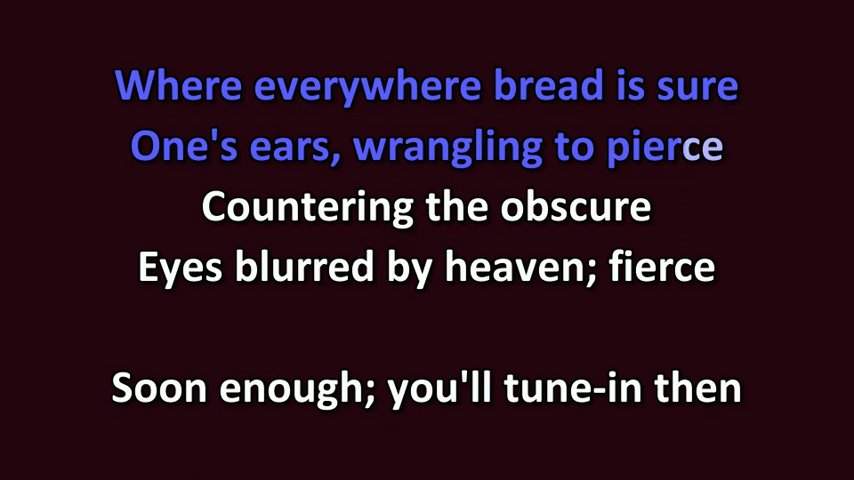 Where everywhere bread is sure
One's ears, wrangling to pierce
Countering the obscure
Eyes blurred by heaven; fierce
Soon enough; you'll tune-in then